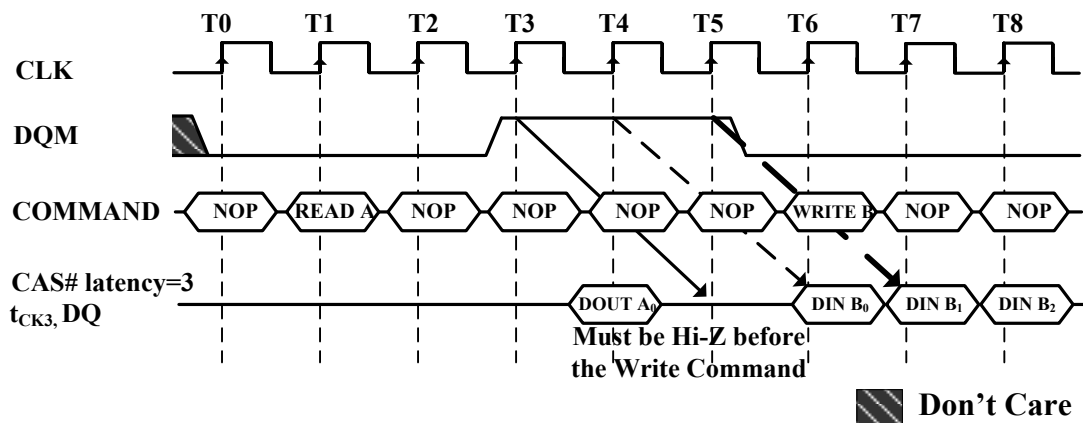 T0 T1 T2 T3 T4 T5 T6 T7 T8
CLK
DQM
COMMAND NOP READ A NOP NOP NOP NOP WRITE B NOP NOP
CAS# latency=3
tCK3, DQ DOUT A0 DIN B0 DIN B1 DIN B2
Must be Hi-Z before
the Write Command
Don't Care